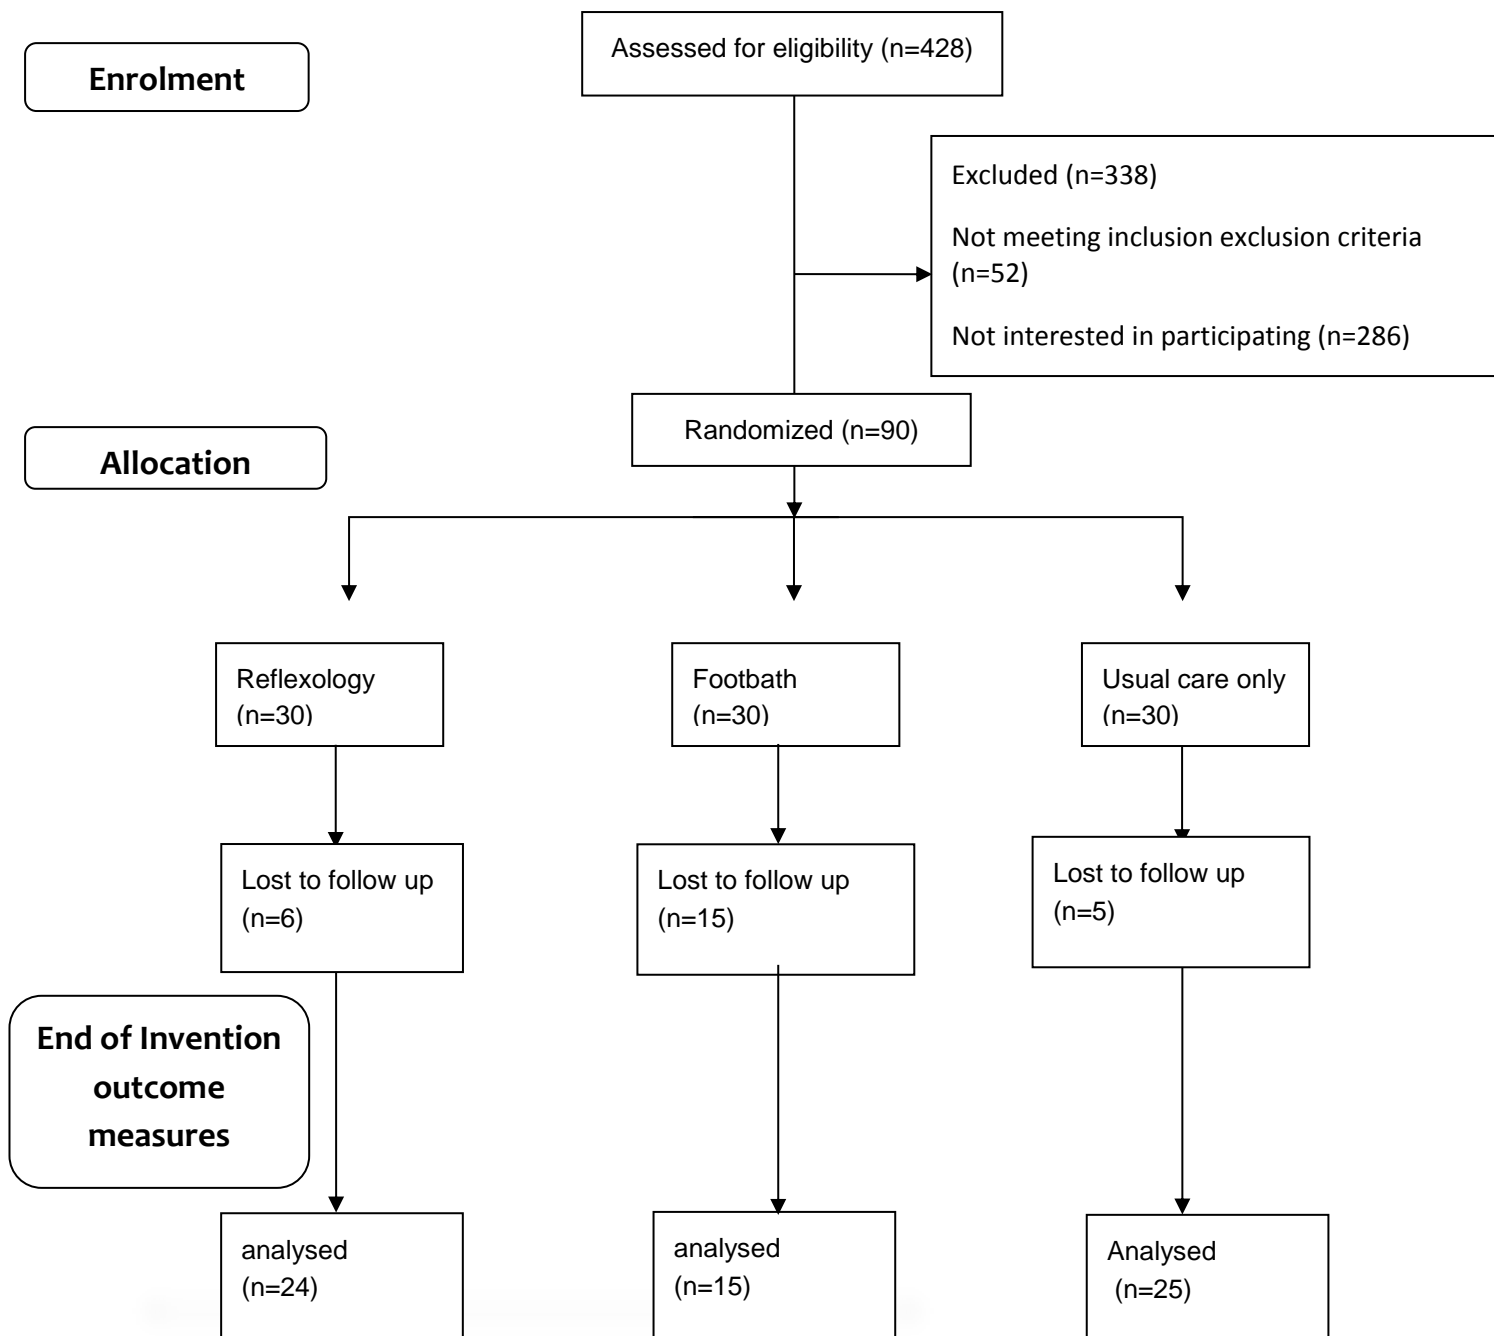 Assessed for eligibility (n=428)
Enrolment
Excluded (n=338)
Not meeting inclusion exclusion criteria
(n=52)
Not interested in participating (n=286)
Randomized (n=90)
Allocation
Reflexology
(n=30)
Footbath
(n=30)
Usual care only
(n=30)
Lost to follow up
(n=6)
Lost to follow up
(n=15)
Lost to follow up
(n=5)
End of Invention
outcome
measures
analysed
(n=24)
analysed
(n=15)
Analysed
(n=25)